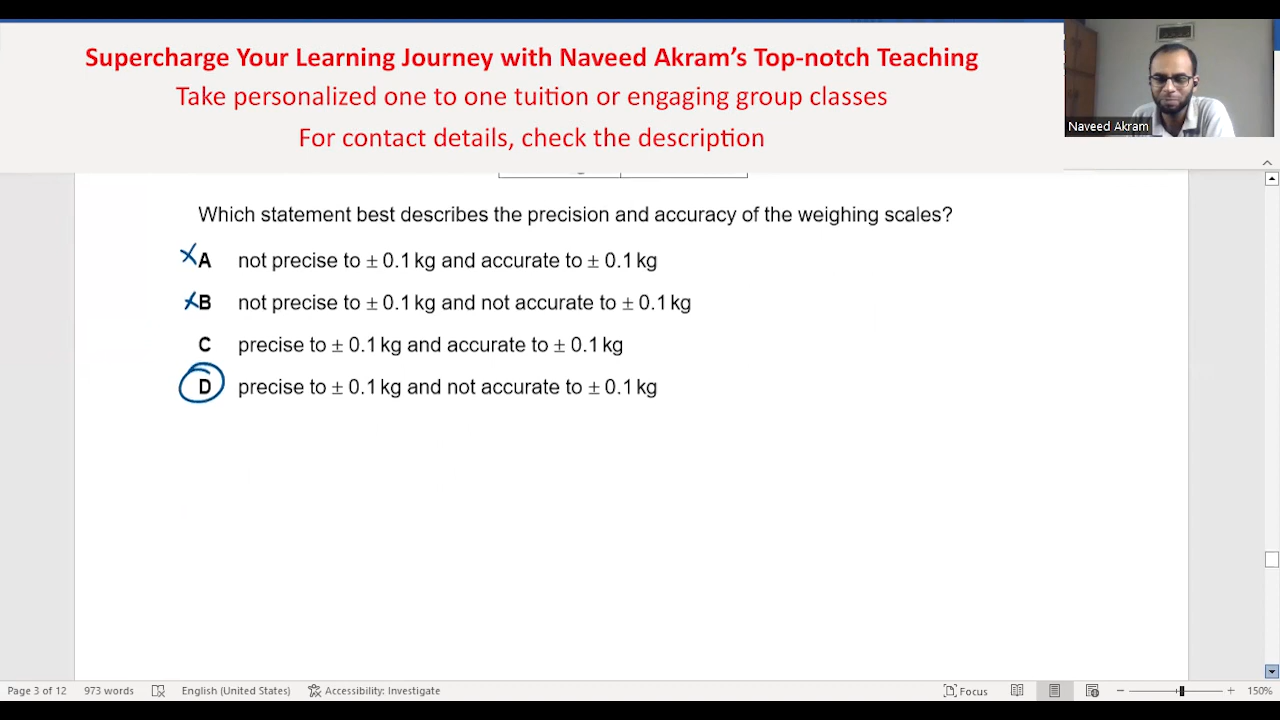 Supercharge Your Learning Journey with Naveed Akram’s Top-notch Teaching
Take personalized one to one tuition or engaging group classes
For contact details, check the description
Naveed Akram
Which statement best describes the precision and accuracy of the weighing scales?
A not precise to ± 0.1 kg and accurate to ± 0.1 kg
B not precise to ± 0.1 kg and not accurate to ± 0.1 kg
C precise to ± 0.1 kg and accurate to ± 0.1 kg
D precise to ± 0.1 kg and not accurate to ± 0.1 kg
Page 3 of 12 973 words English (United States) Accessibility: Investigate Focus 150%